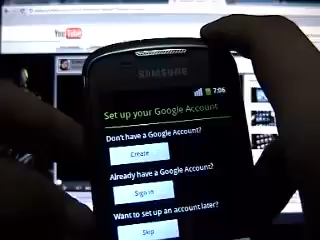 YouTube
SAMSUNG
7:06
Set up your Google Account
Don't have a Google Account?
Create
Already have a Google Account?
Sign in
Want to set up an account later?
Skip